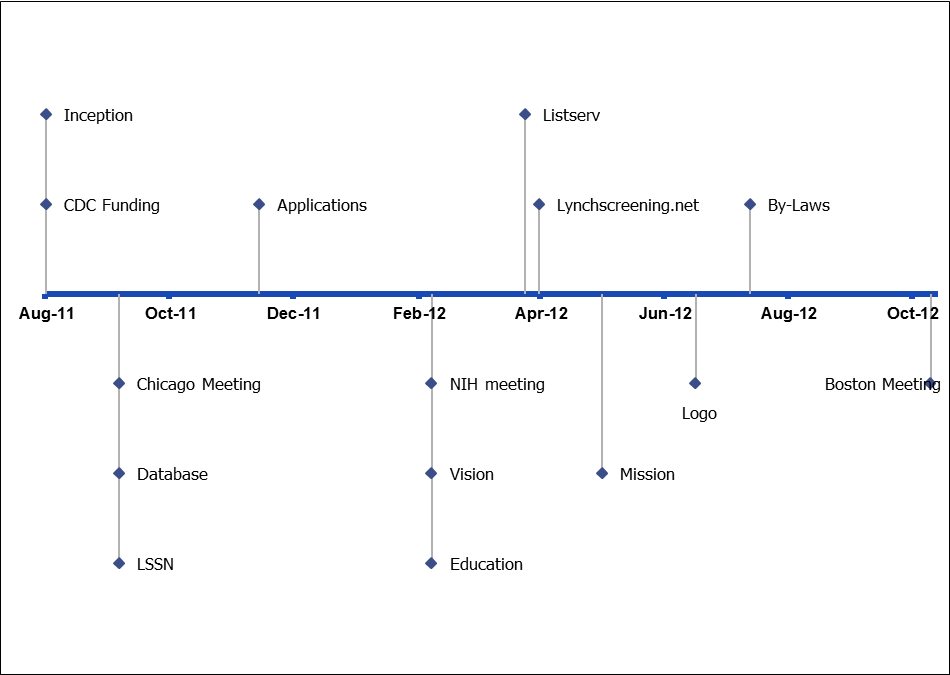 Inception
Listserv
CDC Funding
Applications
Lynchscreening.net
By-Laws
Aug-11
Oct-11
Dec-11
Feb-12
Apr-12
Jun-12
Aug-12
Oct-12
Chicago Meeting
NIH meeting
Boston Meeting
Logo
Database
Vision
Mission
LSSN
Education